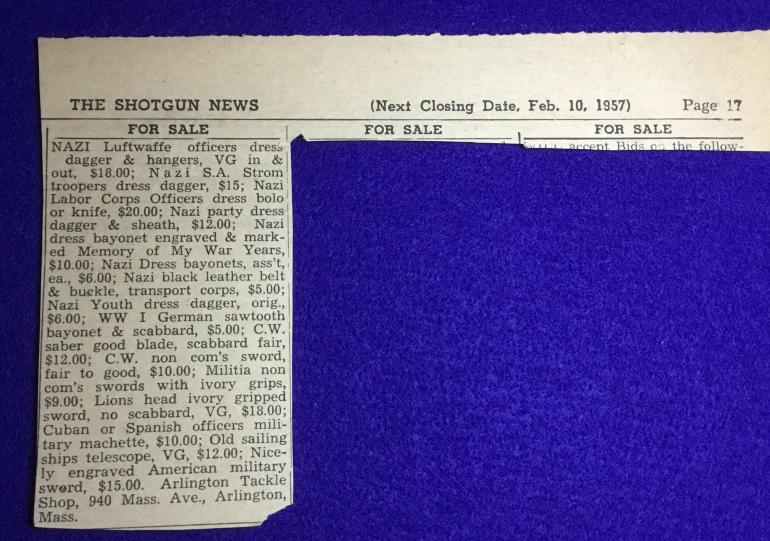 THE SHOTGUN NEWS (Next Closing Date, Feb. 10, 1957) Page 17
FOR SALE FOR SALE FOR SALE
NAZI Luftwaffe officers dress
dagger & hangers, VG in &
out, $18.00; Nazi S.A. Strom
troopers dress dagger, $15; Nazi
Labor Corps Officers dress bolo
or knife, $20.00; Nazi party dress
dagger & sheath, $12.00; Nazi
dress bayonet engraved & mark-
ed Memory of My War Years,
$10.00; Nazi Dress bayonets, ass't,
ea., $6.00; Nazi black leather belt
& buckle, transport corps, $5.00;
Nazi Youth dress dagger, orig.,
$6.00; WW I German sawtooth
bayonet & scabbard, $5.00; C.W.
saber good blade, scabbard fair,
$12.00; C.W. non com's sword,
fair to good, $10.00; Militia non
com's swords with ivory grips,
$9.00; Lions head ivory gripped
sword, no scabbard, VG, $18.00;
Cuban or Spanish officers mili-
tary machette, $10.00; Old sailing
ships telescope, VG, $12.00; Nice-
ly engraved American military
sword, $15.00. Arlington Tackle
Shop, 940 Mass. Ave., Arlington,
Mass.
accept Bids on the follow-